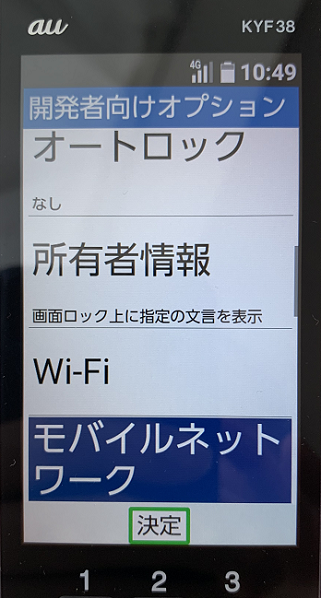 au KYF38
4G 10:49
開発者向けオプション
オートロック
なし
所有者情報
画面ロック上に指定の文言を表示
Wi-Fi
モバイルネット
ワーク
決定
1 2 3